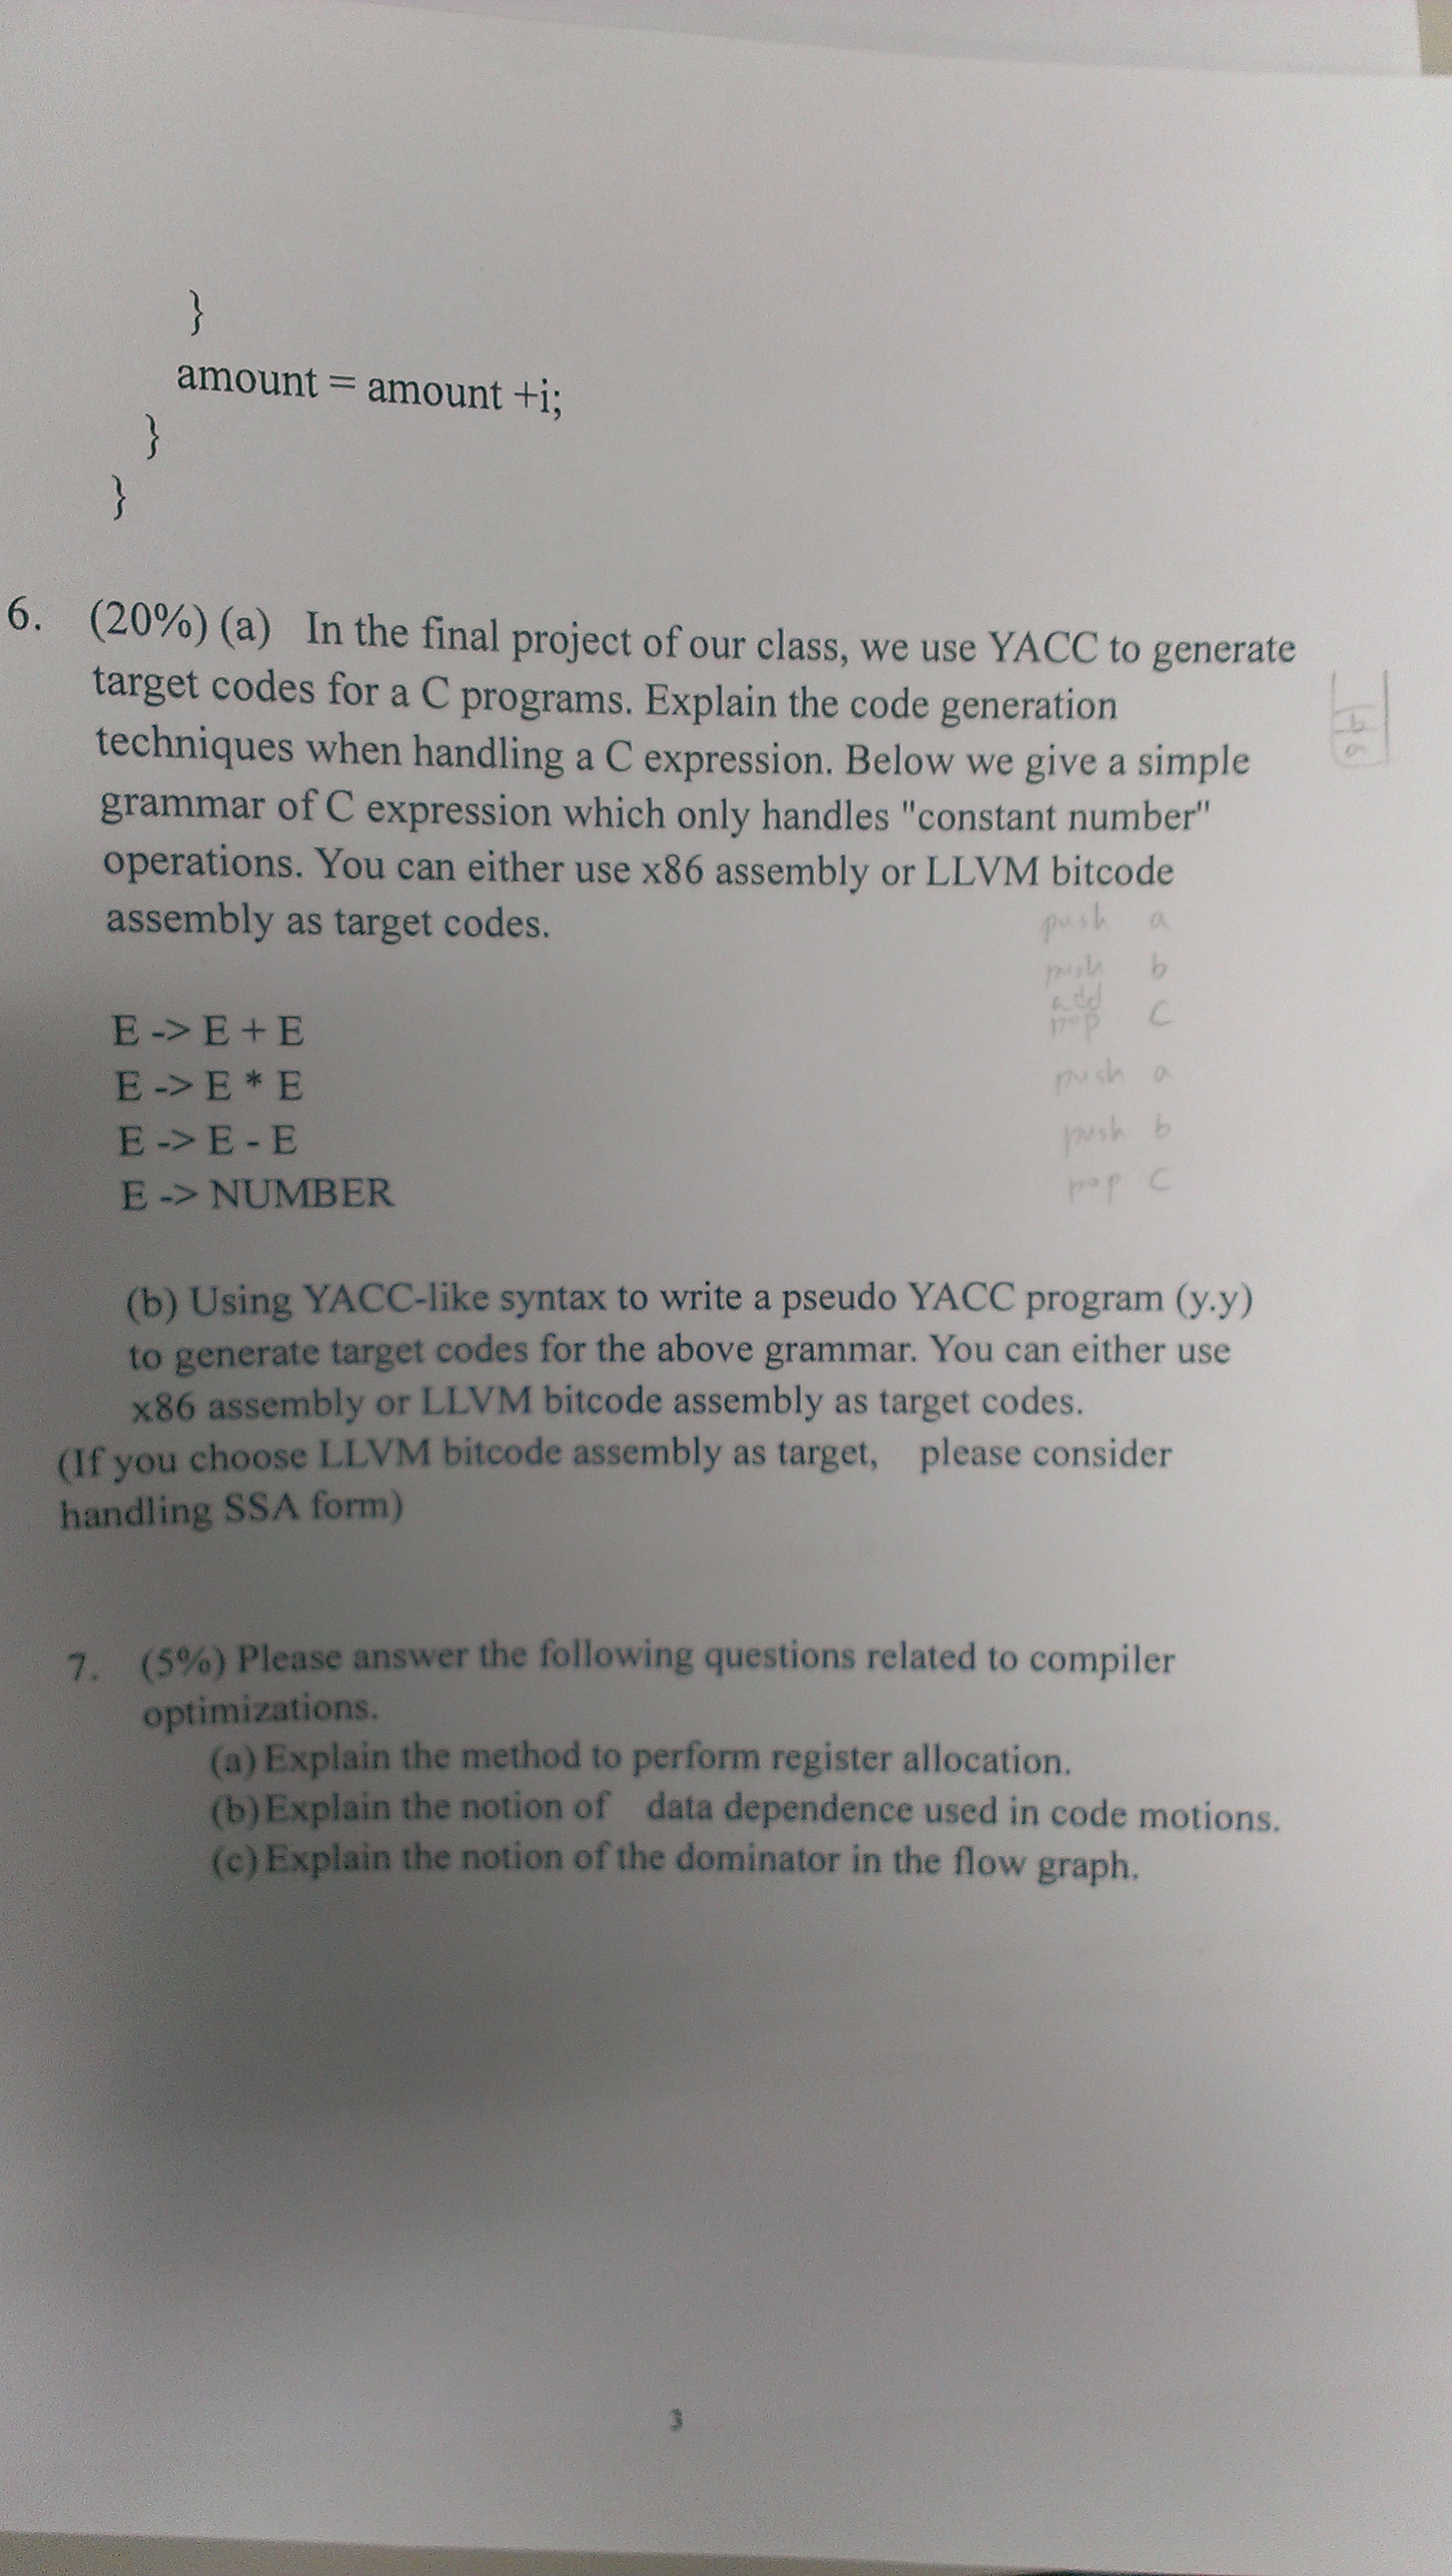 }
amount = amount +i;
}
}
6. (20%) (a) In the final project of our class, we use YACC to generate
target codes for a C programs. Explain the code generation
techniques when handling a C expression. Below we give a simple
grammar of C expression which only handles "constant number"
operations. You can either use x86 assembly or LLVM bitcode
assembly as target codes.
push a
push b
add
pop C
push a
push b
pop C
b
a
E -> E + E
E -> E * E
E -> E - E
E -> NUMBER
(b) Using YACC-like syntax to write a pseudo YACC program (y.y)
to generate target codes for the above grammar. You can either use
x86 assembly or LLVM bitcode assembly as target codes.
(If you choose LLVM bitcode assembly as target, please consider
handling SSA form)
7. (5%) Please answer the following questions related to compiler
optimizations.
(a) Explain the method to perform register allocation.
(b) Explain the notion of data dependence used in code motions.
(c) Explain the notion of the dominator in the flow graph.
3